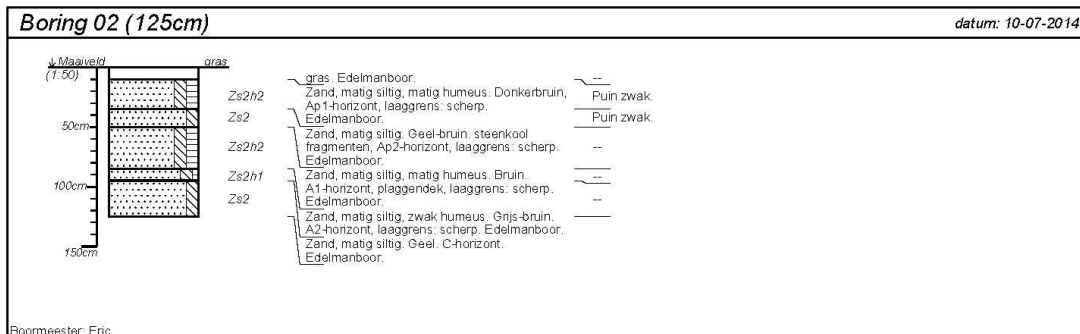 Boring 02 (125cm)
datum: 10-07-2014
↓ Maaiveld
gras
(1:50)
50cm
100cm
150cm
Zs2h2
Zs2
Zs2h2
Zs2h1
Zs2
gras. Edelmanboor.
Zand, matig siltig, matig humeus. Donkerbruin,
Ap1-horizont, laaggrens: scherp.
Edelmanboor.
Zand, matig siltig. Geel-bruin. steenkool
fragmenten, Ap2-horizont, laaggrens: scherp.
Edelmanboor.
Zand, matig siltig, matig humeus. Bruin.
A1-horizont, plaggendek, laaggrens: scherp.
Edelmanboor.
Zand, matig siltig, zwak humeus. Grijs-bruin.
A2-horizont, laaggrens: scherp. Edelmanboor.
Zand, matig siltig. Geel. C-horizont.
Edelmanboor.
--
Puin zwak.
Puin zwak.
--
--
--
Boormeester: Eric